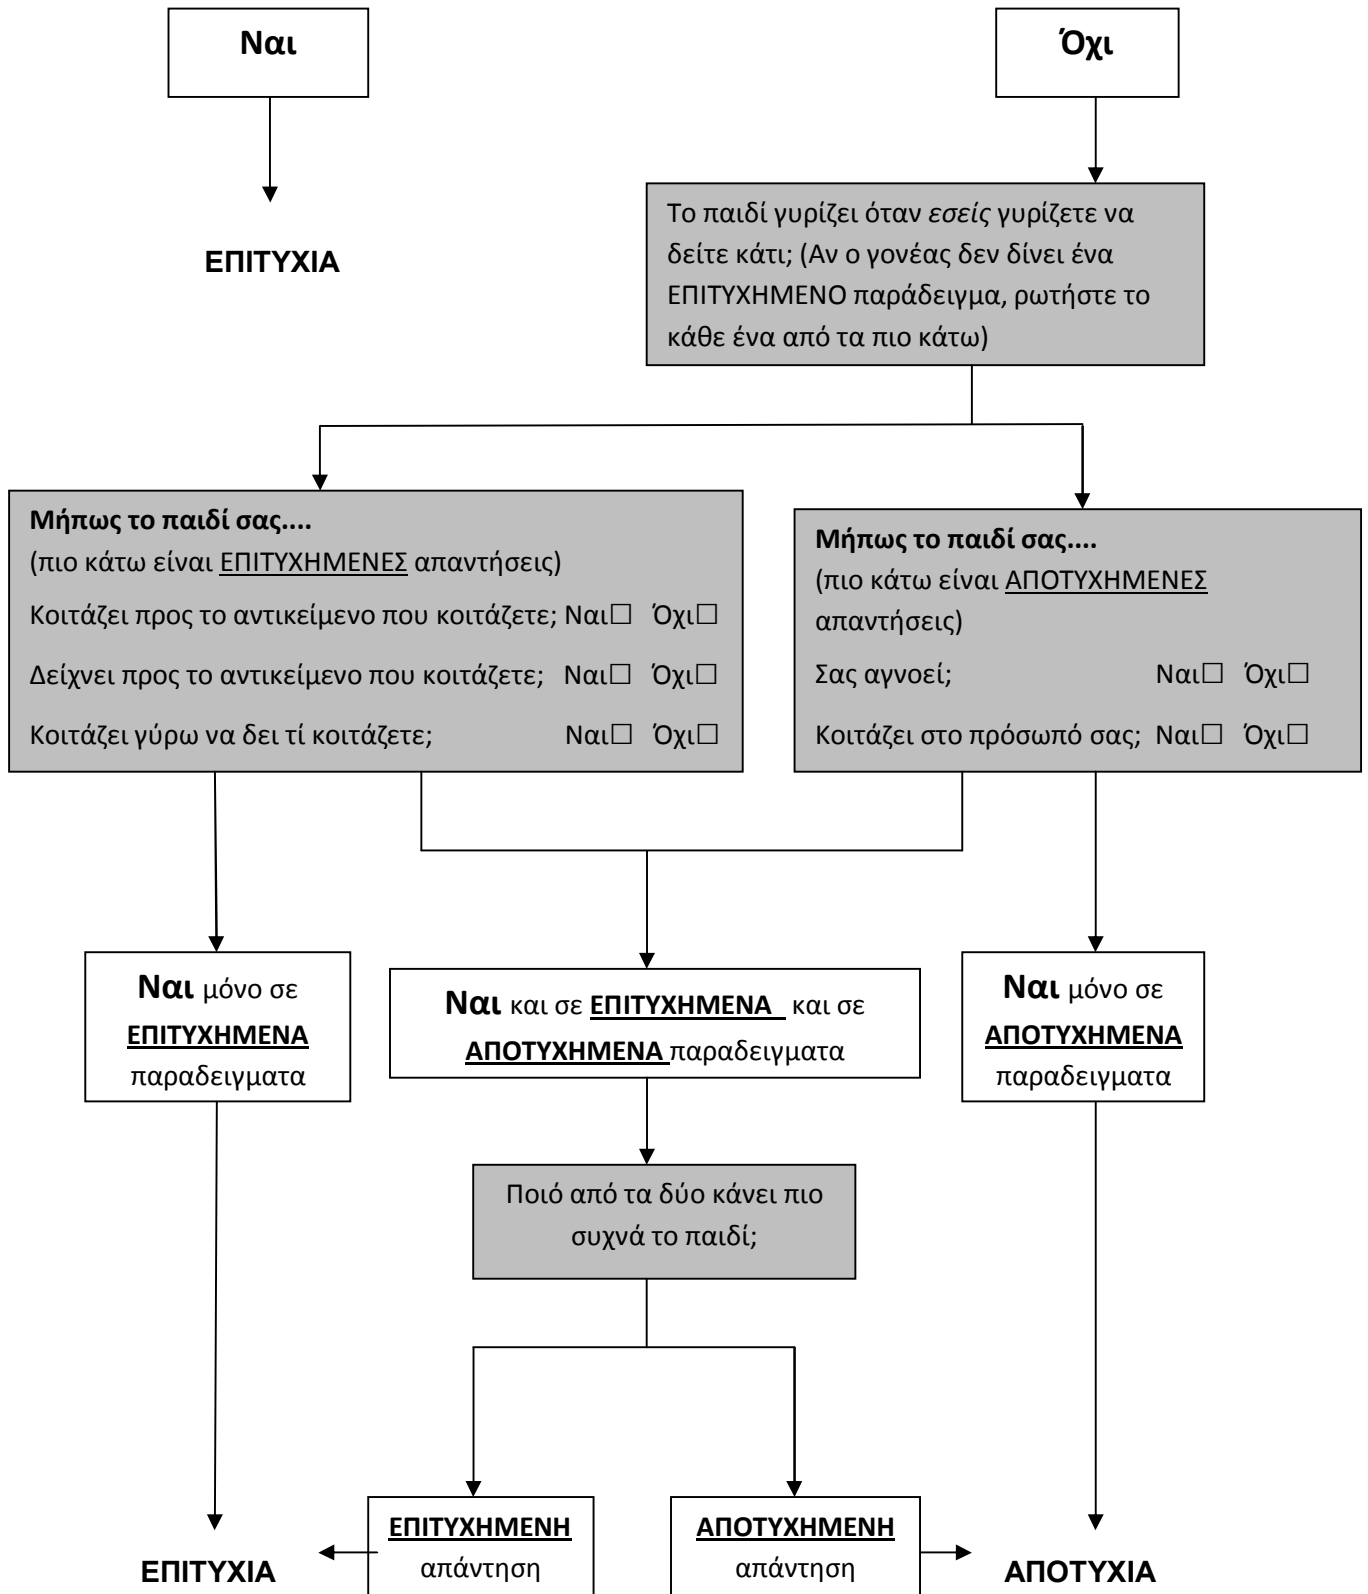 Ναι
Όχι
ΕΠΙΤΥΧΙΑ
Το παιδί γυρίζει όταν εσείς γυρίζετε να
δείτε κάτι; (Αν ο γονέας δεν δίνει ένα
ΕΠΙΤΥΧΗΜΕΝΟ παράδειγμα, ρωτήστε το
κάθε ένα από τα πιο κάτω)
Μήπως το παιδί σας....
(πιο κάτω είναι ΕΠΙΤΥΧΗΜΕΝΕΣ απαντήσεις)
Κοιτάζει προς το αντικείμενο που κοιτάζετε; Ναι☐ Όχι☐
Δείχνει προς το αντικείμενο που κοιτάζετε; Ναι☐ Όχι☐
Κοιτάζει γύρω να δει τί κοιτάζετε; Ναι☐ Όχι☐
Μήπως το παιδί σας....
(πιο κάτω είναι ΑΠΟΤΥΧΗΜΕΝΕΣ
απαντήσεις)
Σας αγνοεί; Ναι☐ Όχι☐
Κοιτάζει στο πρόσωπό σας; Ναι☐ Όχι☐
Ναι μόνο σε
ΕΠΙΤΥΧΗΜΕΝΑ
παραδειγματα
Ναι και σε ΕΠΙΤΥΧΗΜΕΝΑ και σε
ΑΠΟΤΥΧΗΜΕΝΑ παραδειγματα
Ναι μόνο σε
ΑΠΟΤΥΧΗΜΕΝΑ
παραδειγματα
Ποιό από τα δύο κάνει πιο
συχνά το παιδί;
ΕΠΙΤΥΧΗΜΕΝΗ
απάντηση
ΑΠΟΤΥΧΗΜΕΝΗ
απάντηση
ΕΠΙΤΥΧΙΑ
ΑΠΟΤΥΧΙΑ